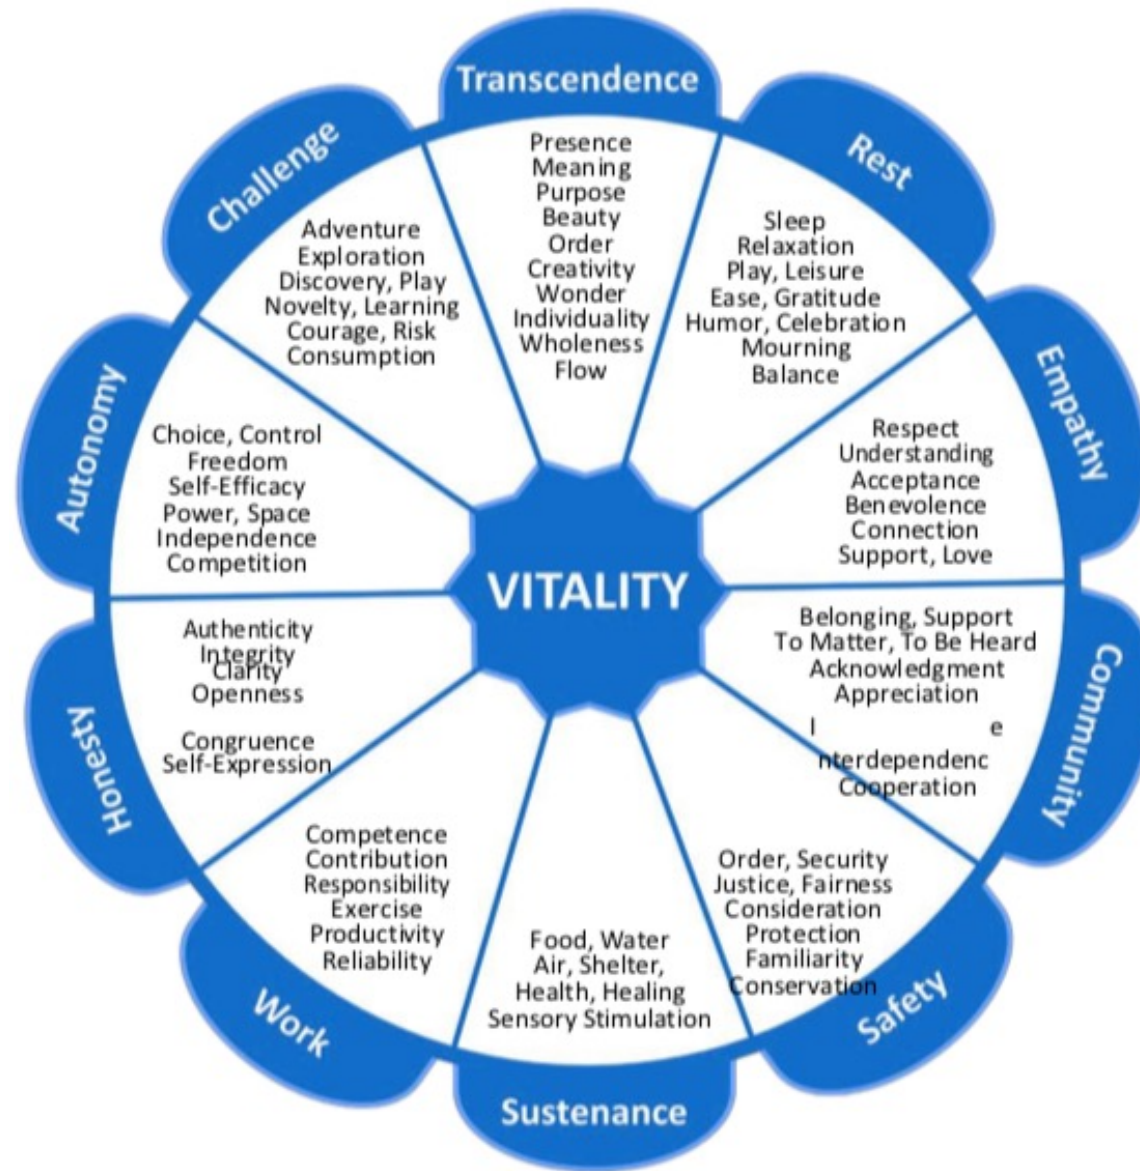 Transcendence
Presence
Meaning
Purpose
Beauty
Order
Creativity
Wonder
Individuality
Wholeness
Flow
Rest
Sleep
Relaxation
Play, Leisure
Ease, Gratitude
Humor, Celebration
Mourning
Balance
Empathy
Respect
Understanding
Acceptance
Benevolence
Connection
Support, Love
Community
Belonging, Support
To Matter, To Be Heard
Acknowledgment
Appreciation
I e
nterdependenc
Cooperation
Safety
Order, Security
Justice, Fairness
Consideration
Protection
Familiarity
Conservation
Sustenance
Food, Water
Air, Shelter,
Health, Healing
Sensory Stimulation
Work
Competence
Contribution
Responsibility
Exercise
Productivity
Reliability
Honesty
Authenticity
Integrity
Clarity
Openness
Congruence
Self-Expression
Autonomy
Choice, Control
Freedom
Self-Efficacy
Power, Space
Independence
Competition
Challenge
Adventure
Exploration
Discovery, Play
Novelty, Learning
Courage, Risk
Consumption
VITALITY